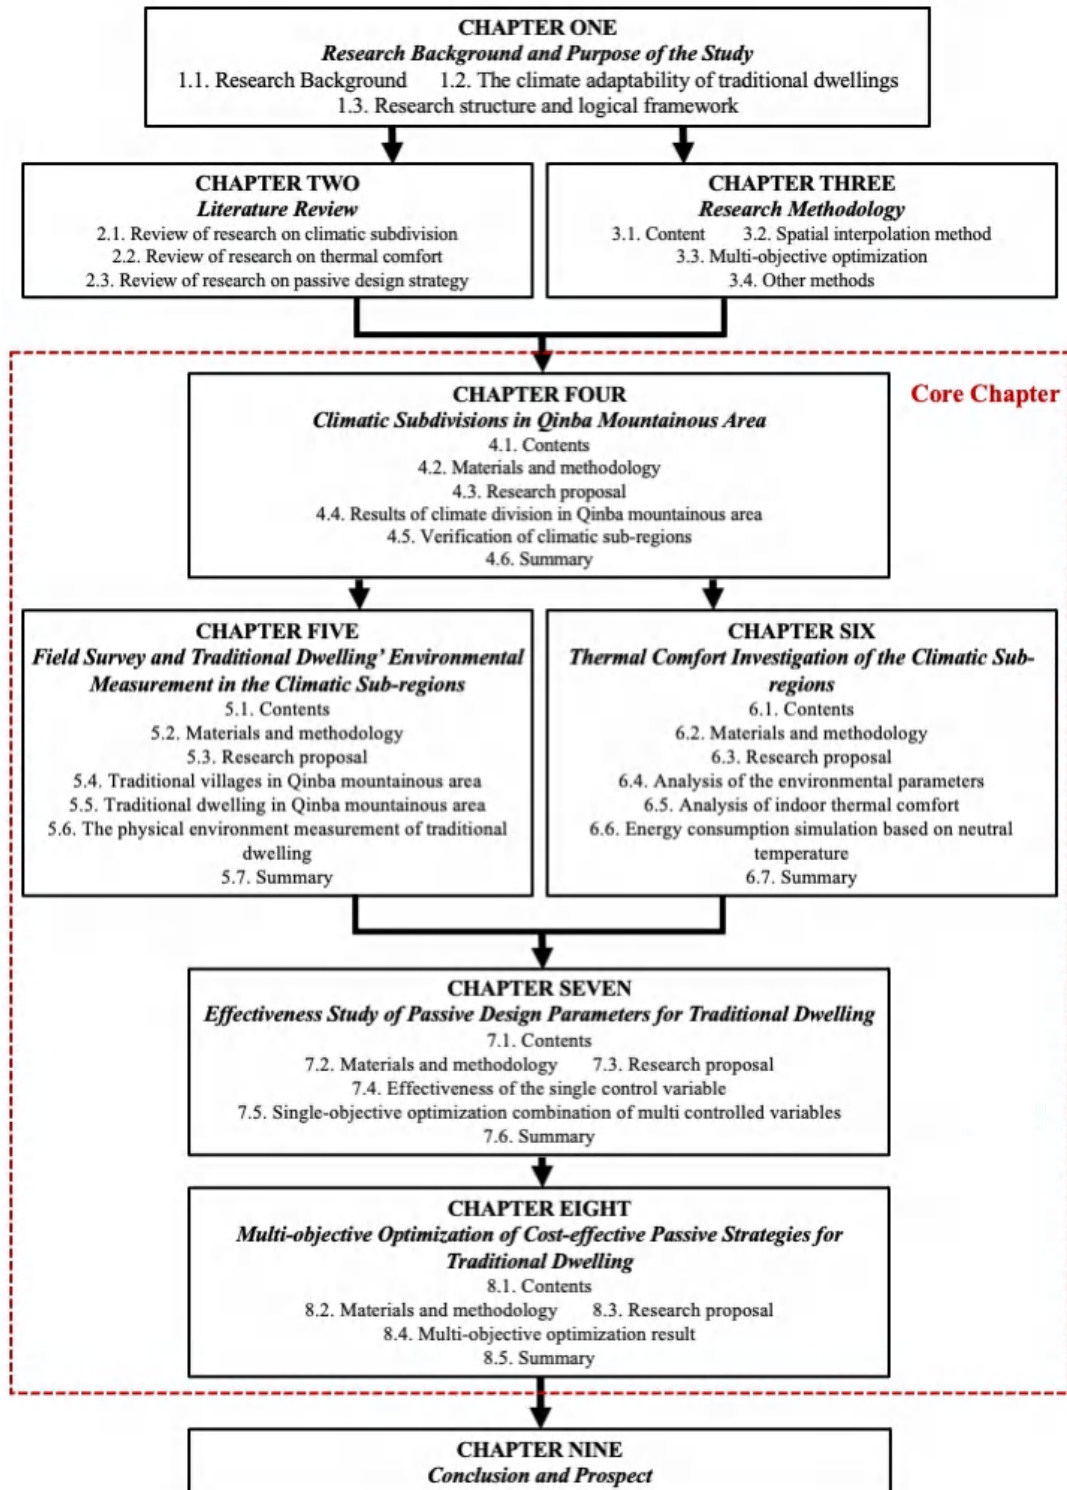 CHAPTER ONE
Research Background and Purpose of the Study
1.1. Research Background 1.2. The climate adaptability of traditional dwellings
1.3. Research structure and logical framework
CHAPTER TWO
Literature Review
2.1. Review of research on climatic subdivision
2.2. Review of research on thermal comfort
2.3. Review of research on passive design strategy
CHAPTER THREE
Research Methodology
3.1. Content 3.2. Spatial interpolation method
3.3. Multi-objective optimization
3.4. Other methods
Core Chapter
CHAPTER FOUR
Climatic Subdivisions in Qinba Mountainous Area
4.1. Contents
4.2. Materials and methodology
4.3. Research proposal
4.4. Results of climate division in Qinba mountainous area
4.5. Verification of climatic sub-regions
4.6. Summary
CHAPTER FIVE
Field Survey and Traditional Dwelling' Environmental
Measurement in the Climatic Sub-regions
5.1. Contents
5.2. Materials and methodology
5.3. Research proposal
5.4. Traditional villages in Qinba mountainous area
5.5. Traditional dwelling in Qinba mountainous area
5.6. The physical environment measurement of traditional
dwelling
5.7. Summary
CHAPTER SIX
Thermal Comfort Investigation of the Climatic Sub-
regions
6.1. Contents
6.2. Materials and methodology
6.3. Research proposal
6.4. Analysis of the environmental parameters
6.5. Analysis of indoor thermal comfort
6.6. Energy consumption simulation based on neutral
temperature
6.7. Summary
CHAPTER SEVEN
Effectiveness Study of Passive Design Parameters for Traditional Dwelling
7.1. Contents
7.2. Materials and methodology 7.3. Research proposal
7.4. Effectiveness of the single control variable
7.5. Single-objective optimization combination of multi controlled variables
7.6. Summary
CHAPTER EIGHT
Multi-objective Optimization of Cost-effective Passive Strategies for
Traditional Dwelling
8.1. Contents
8.2. Materials and methodology 8.3. Research proposal
8.4. Multi-objective optimization result
8.5. Summary
CHAPTER NINE
Conclusion and Prospect